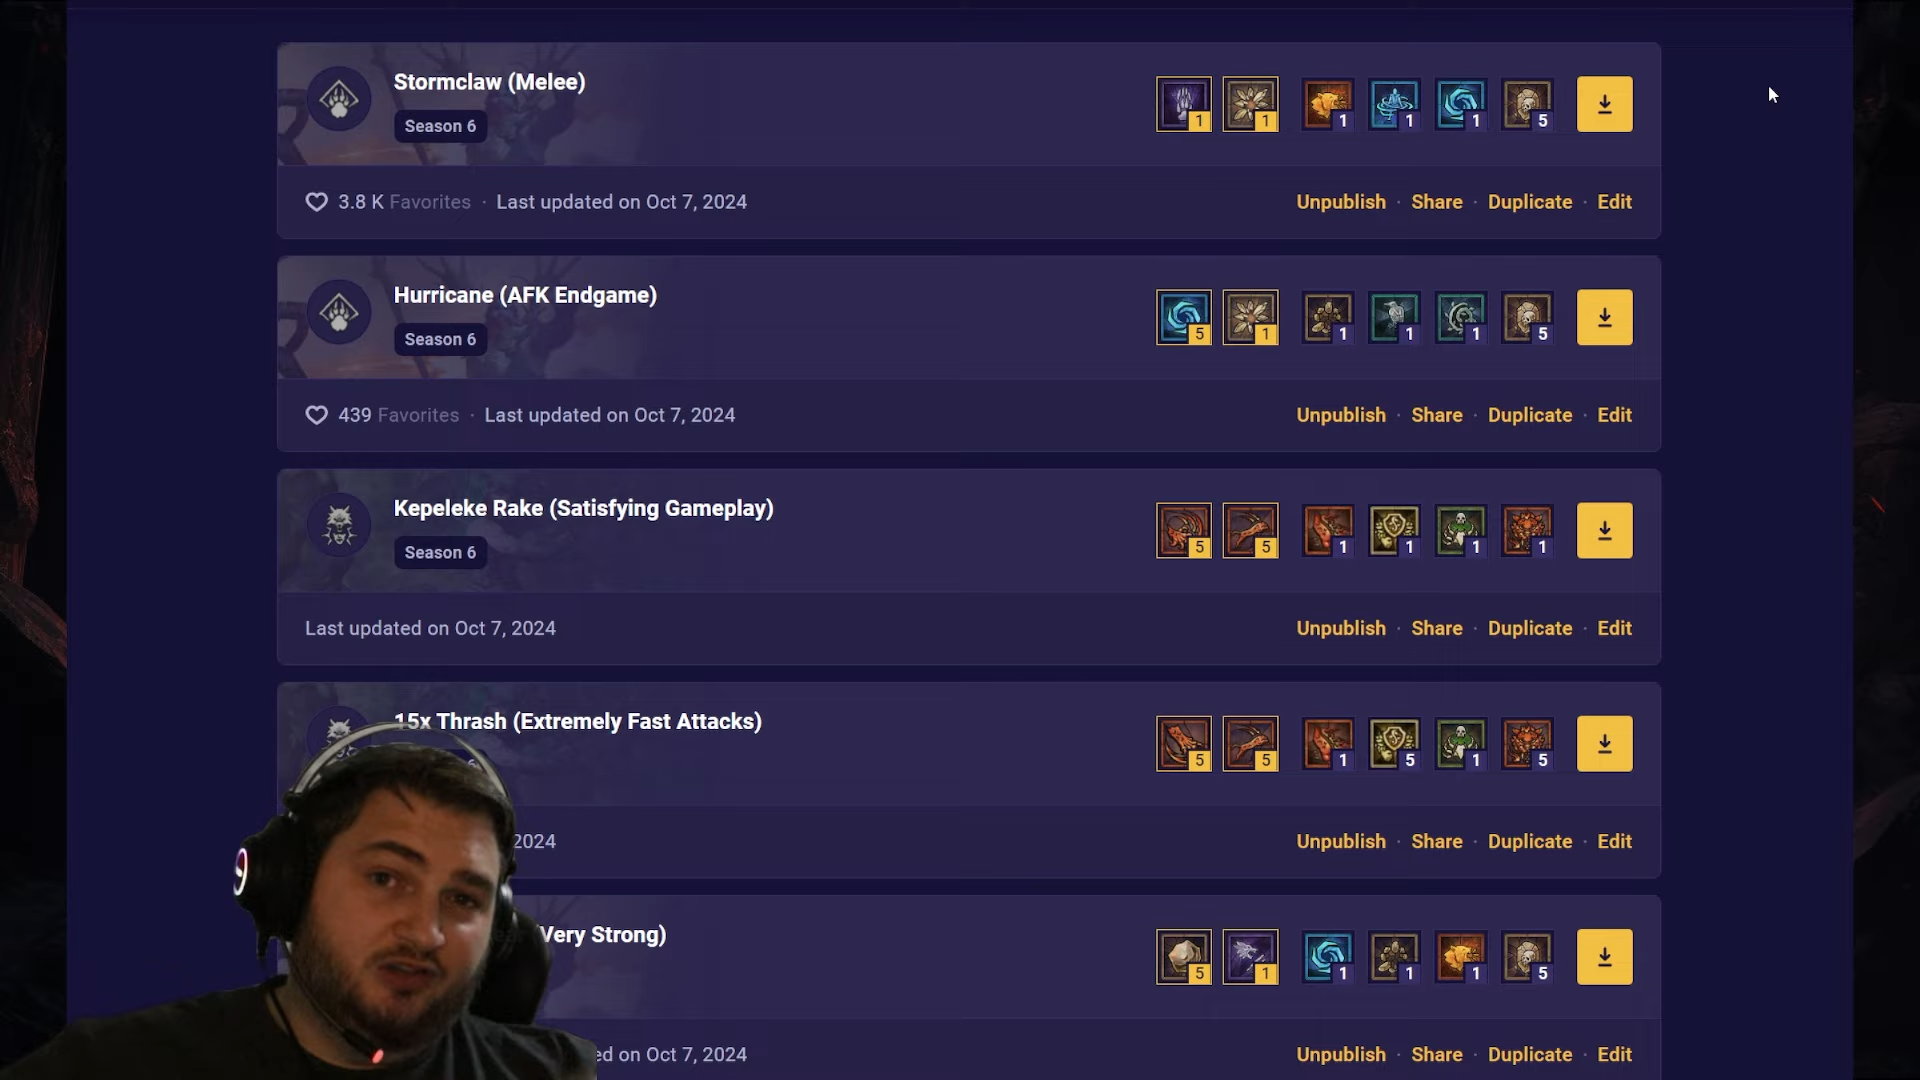 Stormclaw (Melee)
Season 6
1 1 1 1 1 5
3.8 K Favorites · Last updated on Oct 7, 2024
Unpublish · Share · Duplicate · Edit
Hurricane (AFK Endgame)
Season 6
5 1 1 1 1 5
439 Favorites · Last updated on Oct 7, 2024
Unpublish · Share · Duplicate · Edit
Kepeleke Rake (Satisfying Gameplay)
Season 6
5 5 1 1 1 1
Last updated on Oct 7, 2024
Unpublish · Share · Duplicate · Edit
15x Thrash (Extremely Fast Attacks)
5 5 1 5 1 5
2024
Unpublish · Share · Duplicate · Edit
(Very Strong)
5 1 1 1 1 5
on Oct 7, 2024
Unpublish · Share · Duplicate · Edit